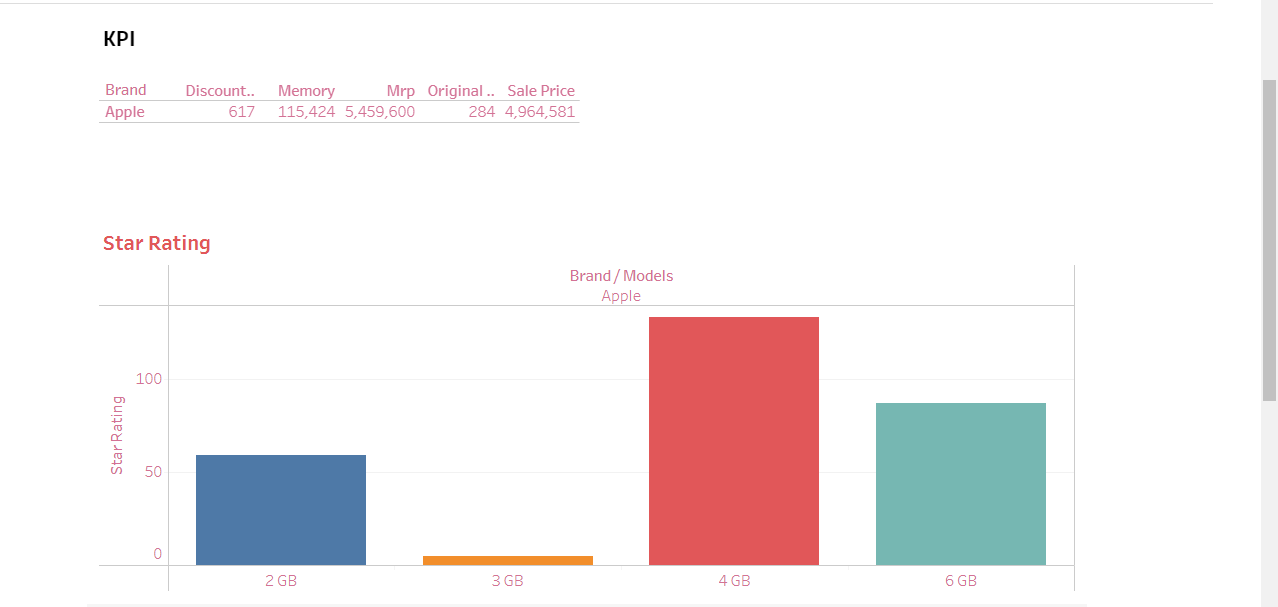 KPI
Brand Discount.. Memory Mrp Original .. Sale Price
Apple 617 115,424 5,459,600 284 4,964,581
Star Rating
Brand / Models
Apple
Star Rating
100
50
0
2 GB 3 GB 4 GB 6 GB